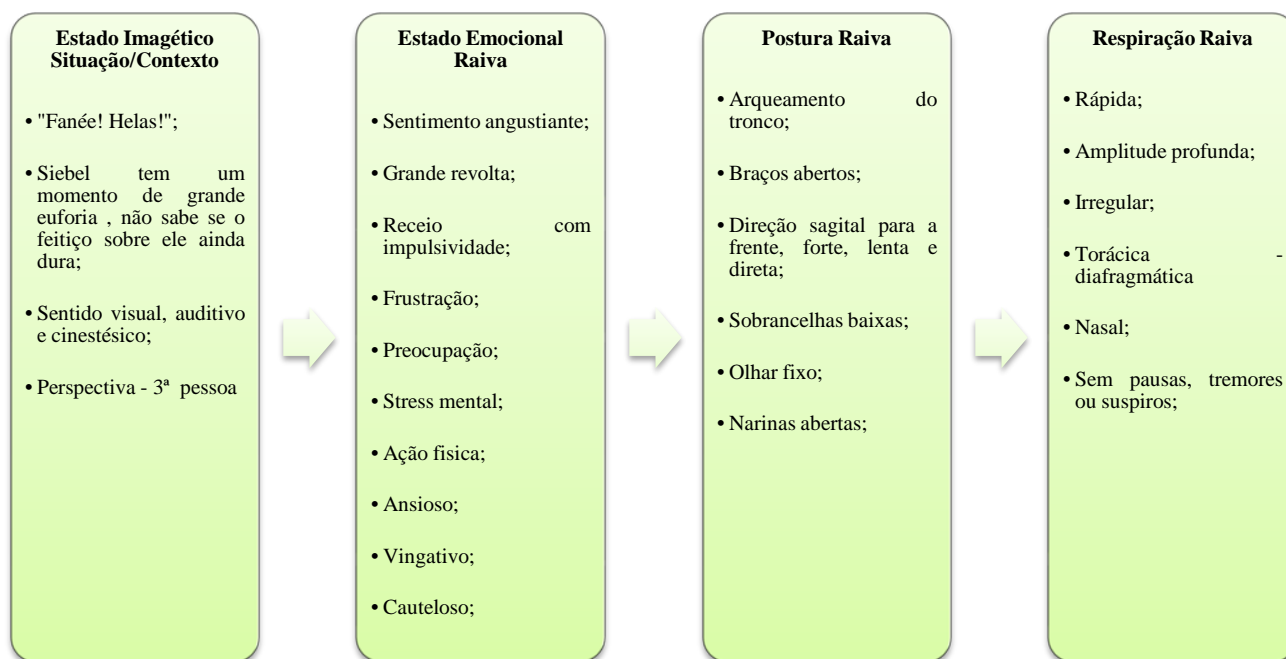 Estado Imagético
Situação/Contexto
• "Fanée! Helas!";
• Siebel tem um
momento de grande
euforia , não sabe se o
feitiço sobre ele ainda
dura;
• Sentido visual, auditivo
e cinestésico;
• Perspectiva - 3ª pessoa
Estado Emocional
Raiva
• Sentimento angustiante;
• Grande revolta;
• Receio com
impulsividade;
• Frustração;
• Preocupação;
• Stress mental;
• Ação fisica;
• Ansioso;
• Vingativo;
• Cauteloso;
Postura Raiva
• Arqueamento do
tronco;
• Braços abertos;
• Direção sagital para a
frente, forte, lenta e
direta;
• Sobrancelhas baixas;
• Olhar fixo;
• Narinas abertas;
Respiração Raiva
• Rápida;
• Amplitude profunda;
• Irregular;
• Torácica -
diafragmática
• Nasal;
• Sem pausas, tremores
ou suspiros;